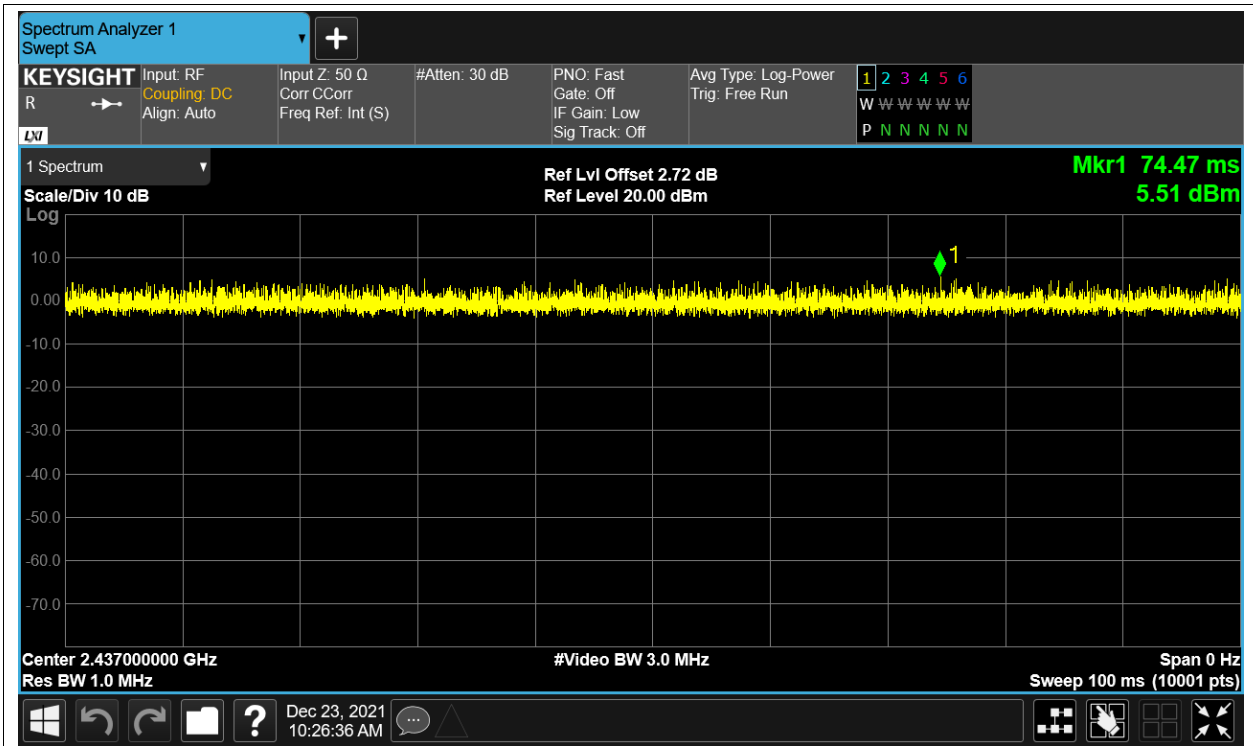 Spectrum Analyzer 1
Swept SA
KEYSIGHT Input: RF Input Z: 50 Ω #Atten: 30 dB PNO: Fast Avg Type: Log-Power 1 2 3 4 5 6
R Coupling: DC Corr CCorr Gate: Off Trig: Free Run W W W W W W
Align: Auto Freq Ref: Int (S) IF Gain: Low
LXI Sig Track: Off P N N N N N
1 Spectrum Ref Lvl Offset 2.72 dB Mkr1 74.47 ms
Scale/Div 10 dB Ref Level 20.00 dBm 5.51 dBm
Log
1
10.0
0.00
-10.0
-20.0
-30.0
-40.0
-50.0
-60.0
-70.0
Center 2.437000000 GHz #Video BW 3.0 MHz Span 0 Hz
Res BW 1.0 MHz Sweep 100 ms (10001 pts)
? Dec 23, 2021
10:26:36 AM